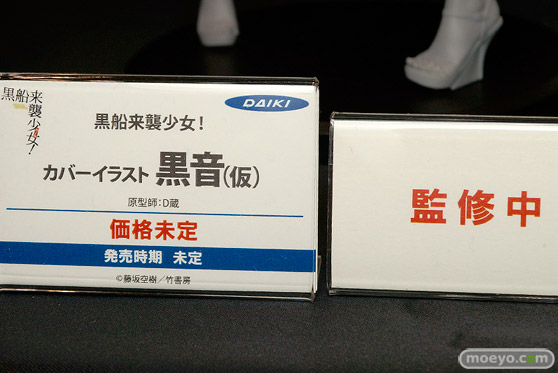 黒船来襲少女!
DAIKI
黒船来襲少女!
カバーイラスト 黒音(仮)
原型師:D蔵
価格未定
発売時期 未定
©藤坂空樹/竹書房
監修中
moeyo.com